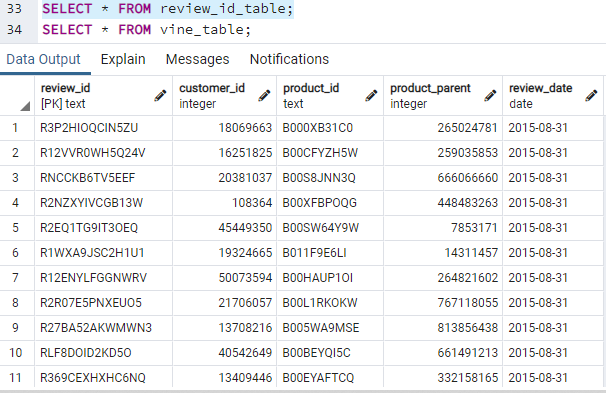 33 SELECT * FROM review_id_table;
34 SELECT * FROM vine_table;
Data Output Explain Messages Notifications
review_id customer_id product_id product_parent review_date
[PK] text integer text integer date
1 R3P2HIOQCIN5ZU 18069663 B000XB31C0 265024781 2015-08-31
2 R12VVR0WH5Q24V 16251825 B00CFYZH5W 259035853 2015-08-31
3 RNCCKB6TV5EEF 20381037 B00S8JNN3Q 666066660 2015-08-31
4 R2NZXYIVCGB13W 108364 B00XFBPOQG 448483263 2015-08-31
5 R2EQ1TG9IT3OEQ 45449350 B00SW64Y9W 7853171 2015-08-31
6 R1WXA9JSC2H1U1 19324665 B011F9E6LI 14311457 2015-08-31
7 R12ENYLFGGNWRV 50073594 B00HAUP1OI 264821602 2015-08-31
8 R2R07E5PNXEUO5 21706057 B00L1RKOKW 767118055 2015-08-31
9 R27BA52AKWMWN3 13708216 B005WA9MSE 813856438 2015-08-31
10 RLF8DOID2KD5O 40542649 B00BEYQI5C 661491213 2015-08-31
11 R369CEXHXHC6NQ 13409446 B00EYAFTCQ 332158165 2015-08-31